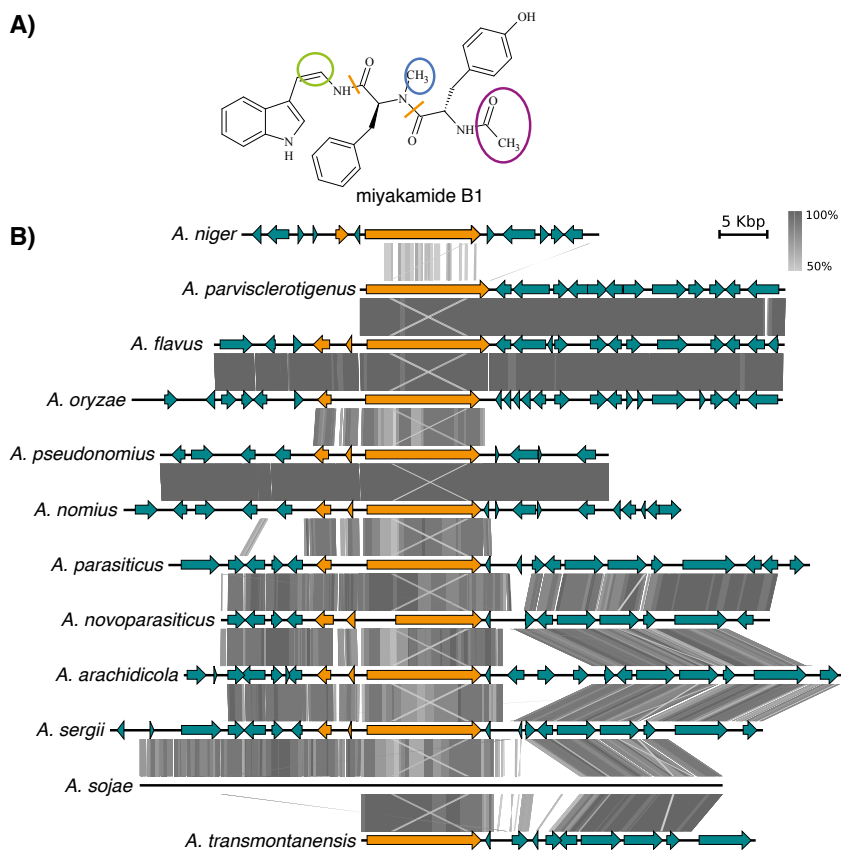 A)
OH
O
CH3
NH
N
O
N
H
O
NH
CH3
miyakamide B1
B)
5 Kbp
100%
50%
A. niger
A. parvisclerotigenus
A. flavus
A. oryzae
A. pseudonomius
A. nomius
A. parasiticus
A. novoparasiticus
A. arachidicola
A. sergii
A. sojae
A. transmontanensis